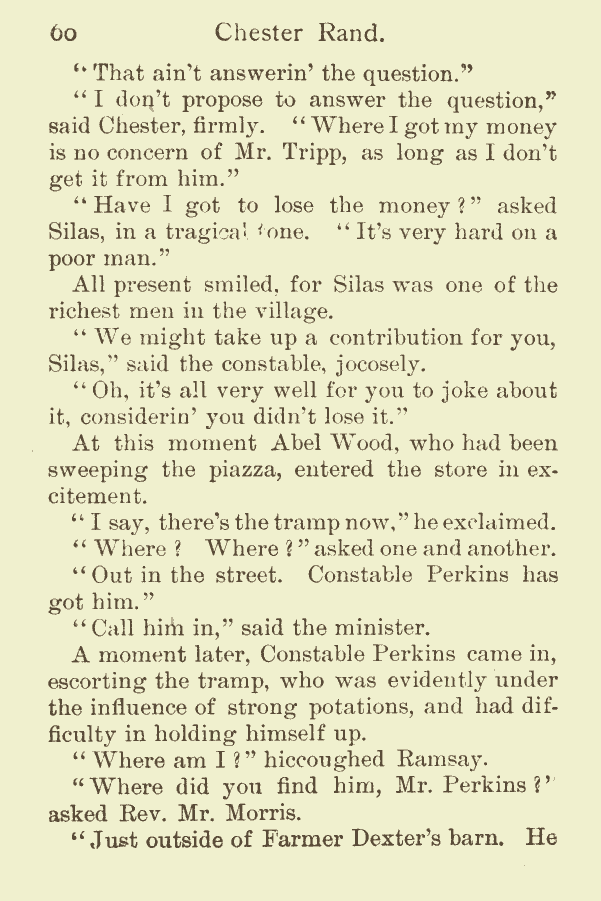 60 Chester Rand.
“ That ain’t answerin’ the question.”
“ I don’t propose to answer the question,”
said Chester, firmly. “ Where I got my money
is no concern of Mr. Tripp, as long as I don’t
get it from him.”
“ Have I got to lose the money ? ” asked
Silas, in a tragical tone. “ It’s very hard on a
poor man.”
All present smiled, for Silas was one of the
richest men in the village.
“ We might take up a contribution for you,
Silas,” said the constable, jocosely.
“ Oh, it’s all very well for you to joke about
it, considerin’ you didn’t lose it.”
At this moment Abel Wood, who had been
sweeping the piazza, entered the store in ex-
citement.
“ I say, there’s the tramp now,” he exclaimed.
“ Where ? Where ? ” asked one and another.
“ Out in the street. Constable Perkins has
got him.”
“ Call him in,” said the minister.
A moment later, Constable Perkins came in,
escorting the tramp, who was evidently under
the influence of strong potations, and had dif-
ficulty in holding himself up.
“ Where am I ? ” hiccoughed Ramsay.
“ Where did you find him, Mr. Perkins ? ’
asked Rev. Mr. Morris.
“ Just outside of Farmer Dexter’s barn. He